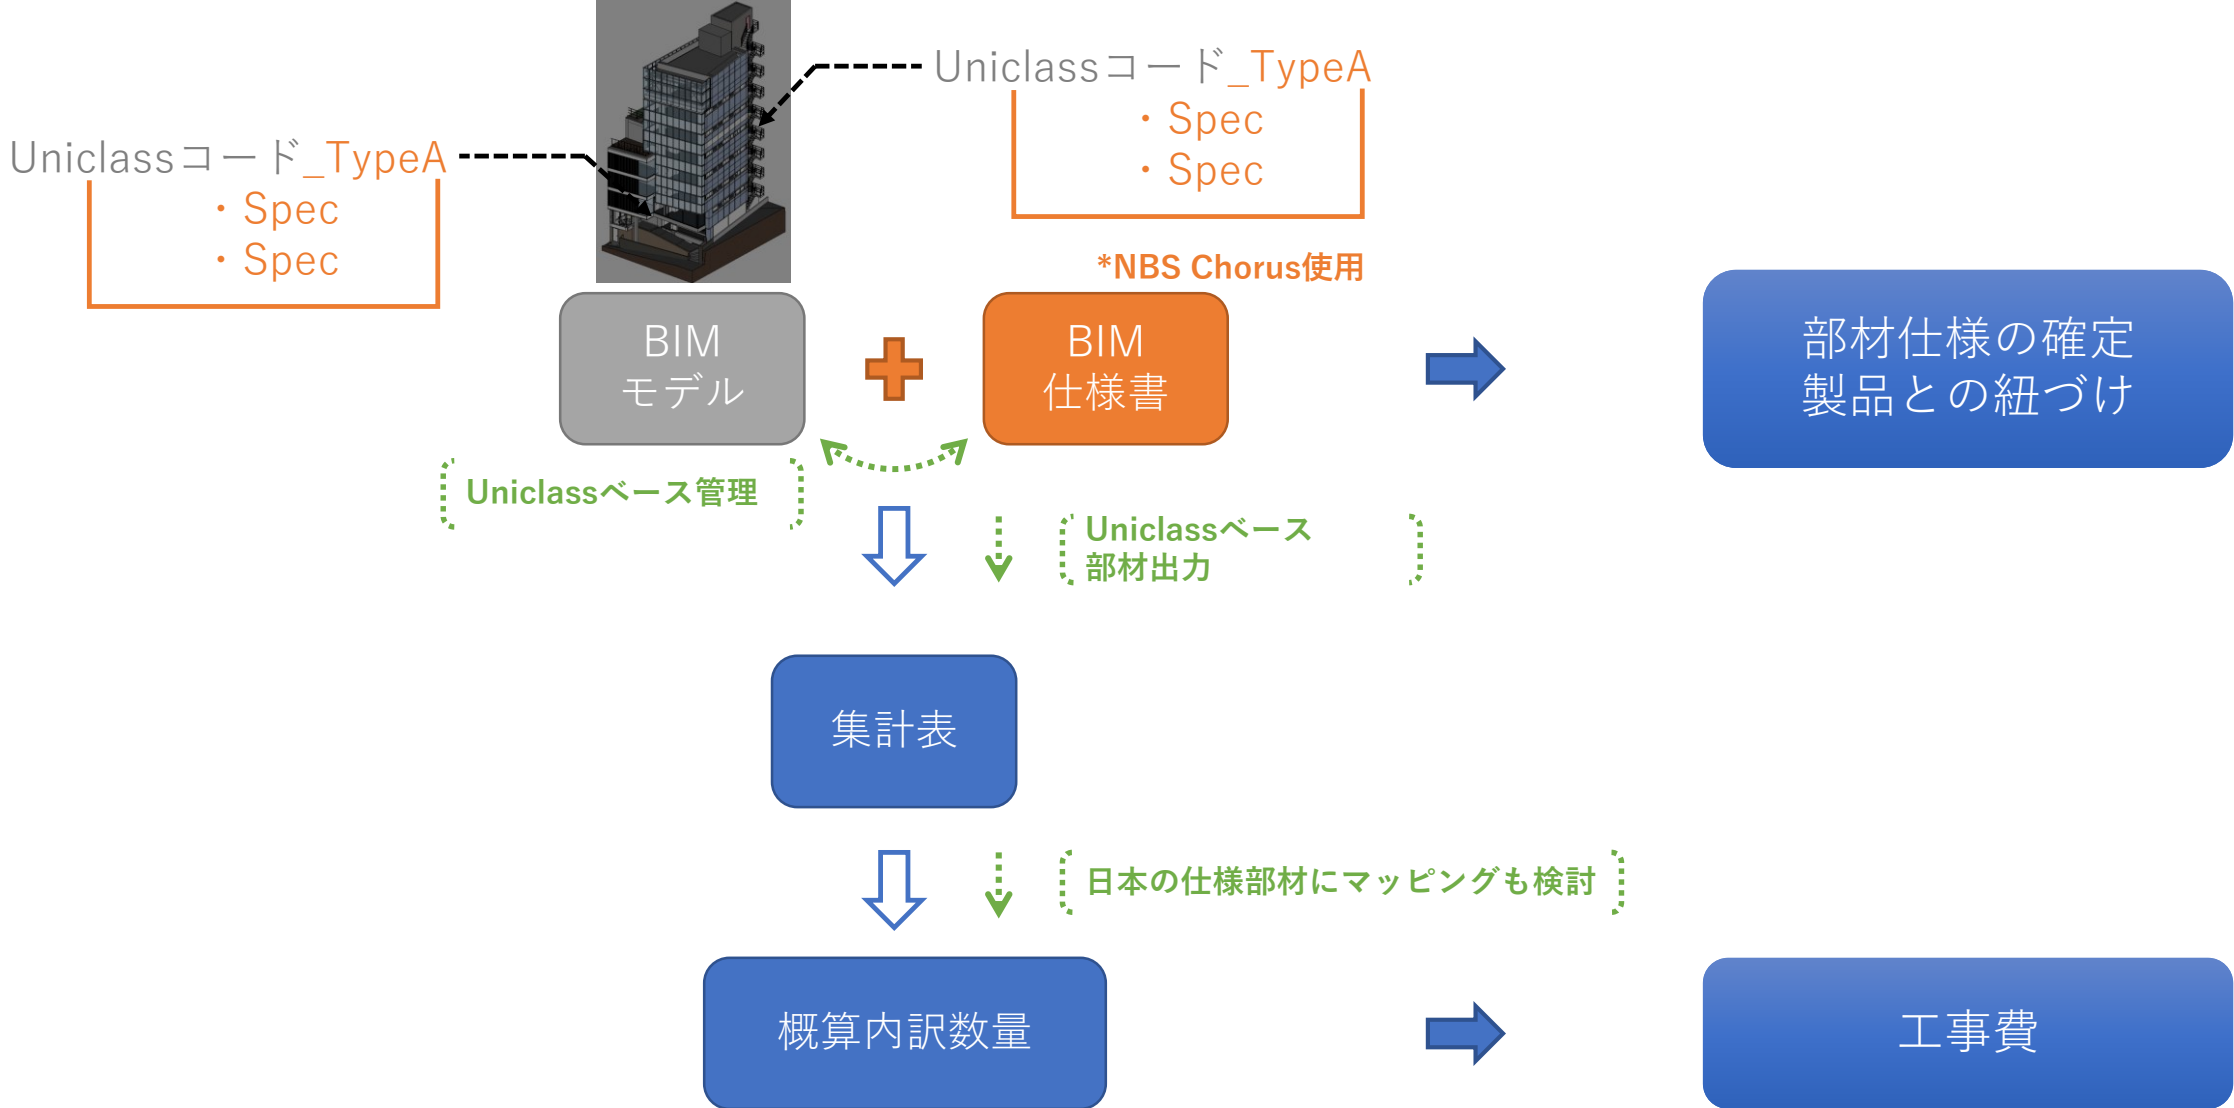 Uniclassコード_TypeA
・Spec
・Spec
Uniclassコード_TypeA
・Spec
・Spec
*NBS Chorus使用
BIM
モデル
BIM
仕様書
部材仕様の確定
製品との紐づけ
Uniclassベース管理
Uniclassベース
部材出力
集計表
日本の仕様部材にマッピングも検討
概算内訳数量
工事費